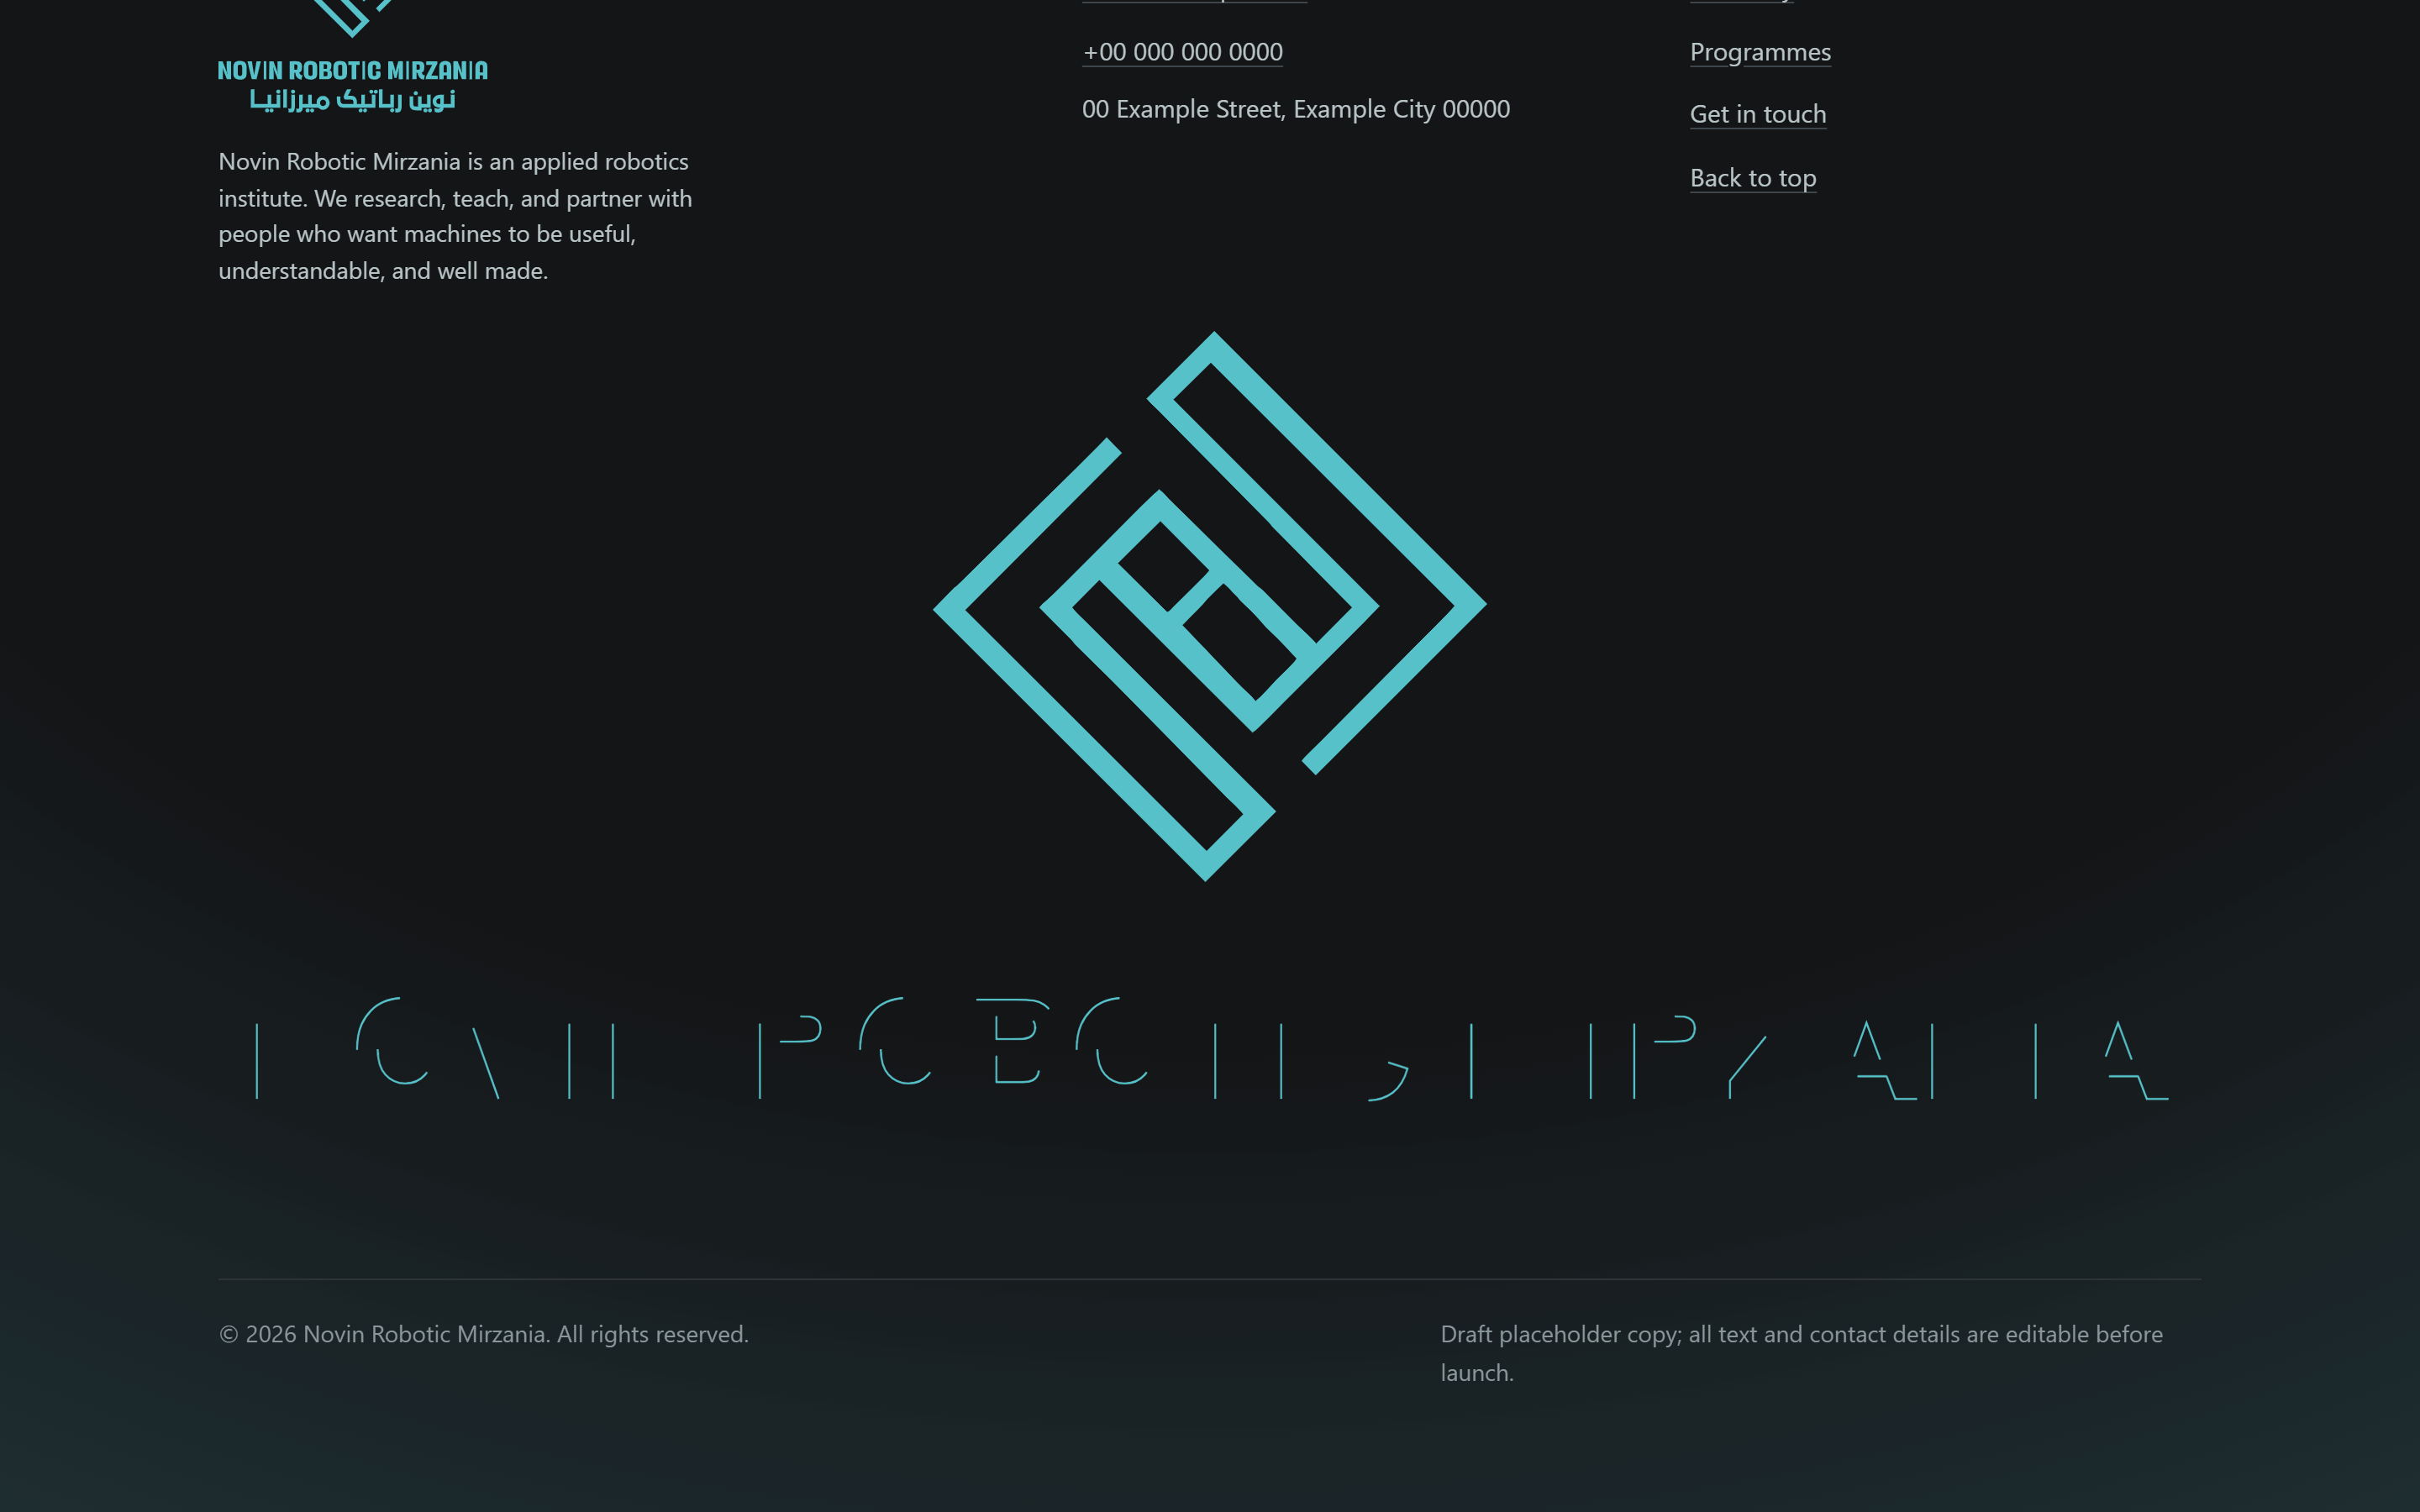 NOVIN ROBOTIC MIRZANIA
نوین رباتیک میرزانیا
Novin Robotic Mirzania is an applied robotics
institute. We research, teach, and partner with
people who want machines to be useful,
understandable, and well made.
+00 000 000 0000
00 Example Street, Example City 00000
Programmes
Get in touch
Back to top
© 2026 Novin Robotic Mirzania. All rights reserved.
Draft placeholder copy; all text and contact details are editable before
launch.